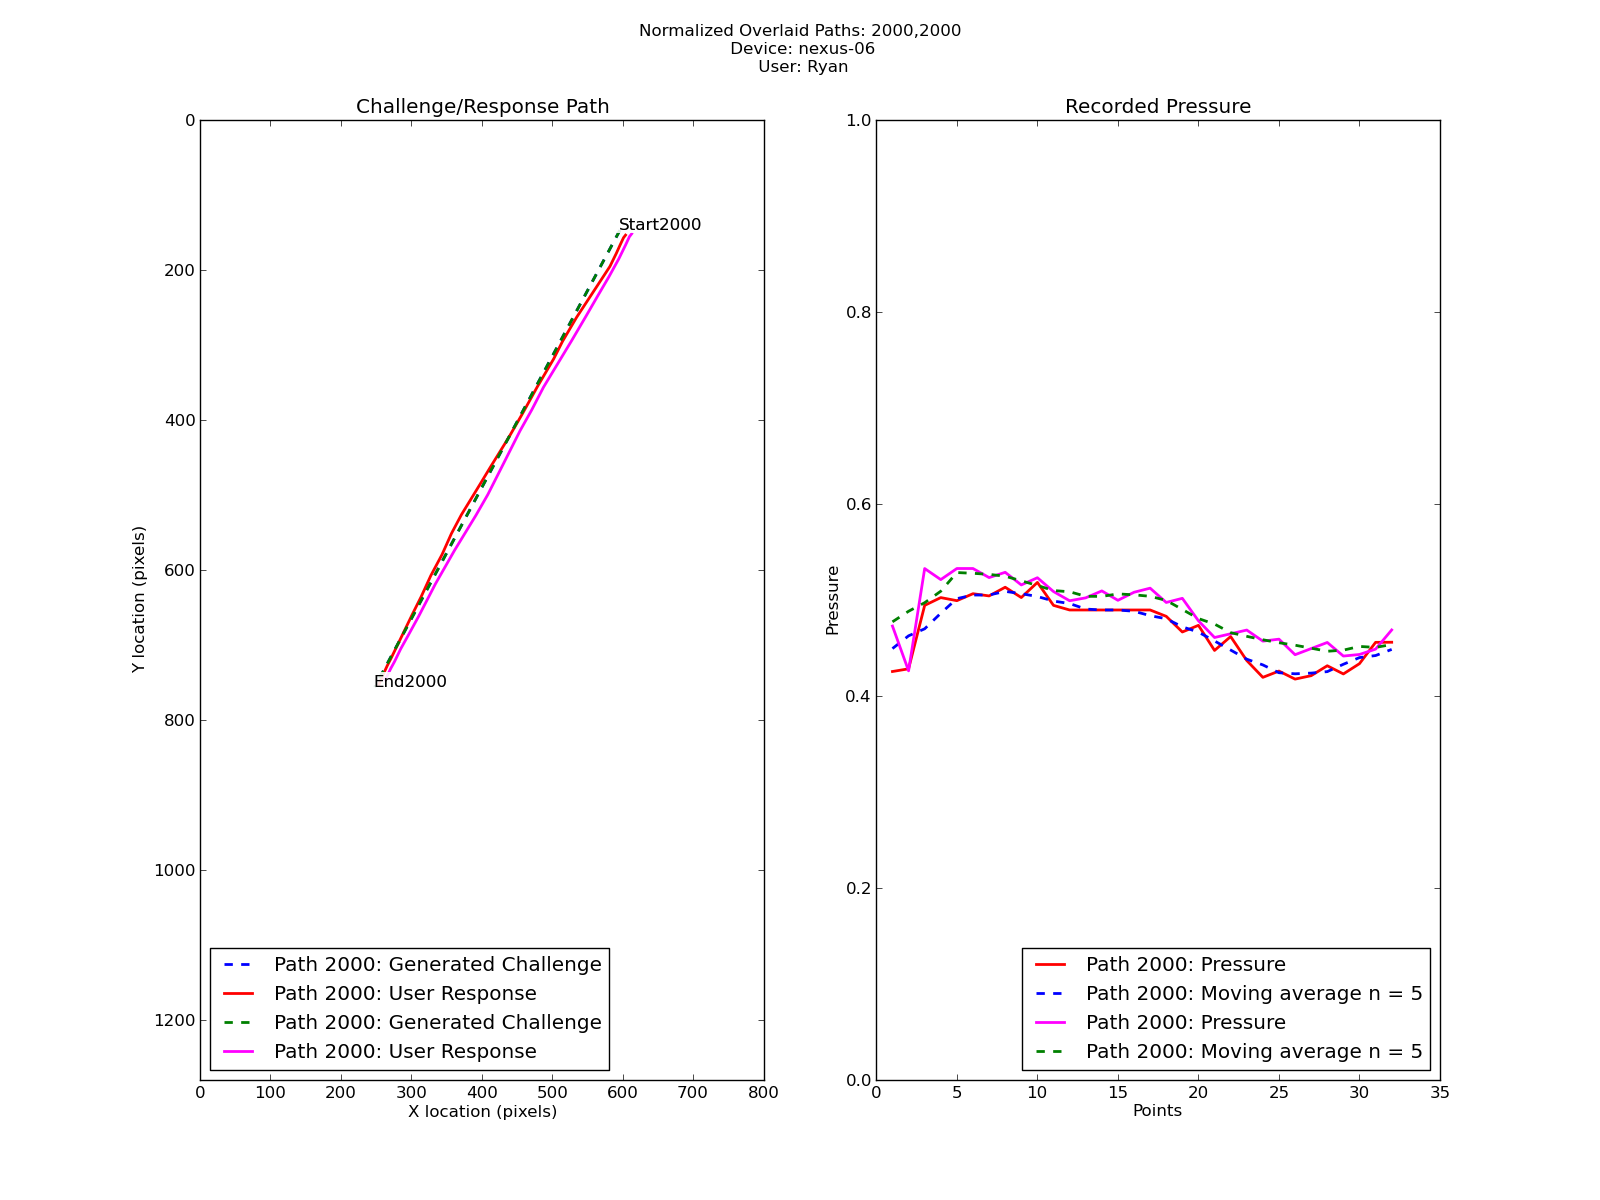 Normalized Overlaid Paths: 2000,2000
Device: nexus-06
User: Ryan
Challenge/Response Path
0
200
400
600
800
1000
1200
Y location (pixels)
Start2000
End2000
Path 2000: Generated Challenge
Path 2000: User Response
Path 2000: Generated Challenge
Path 2000: User Response
0 100 200 300 400 500 600 700 800
X location (pixels)
Recorded Pressure
1.0
0.8
0.6
0.4
0.2
0.0
Pressure
Path 2000: Pressure
Path 2000: Moving average n = 5
Path 2000: Pressure
Path 2000: Moving average n = 5
0 5 10 15 20 25 30 35
Points